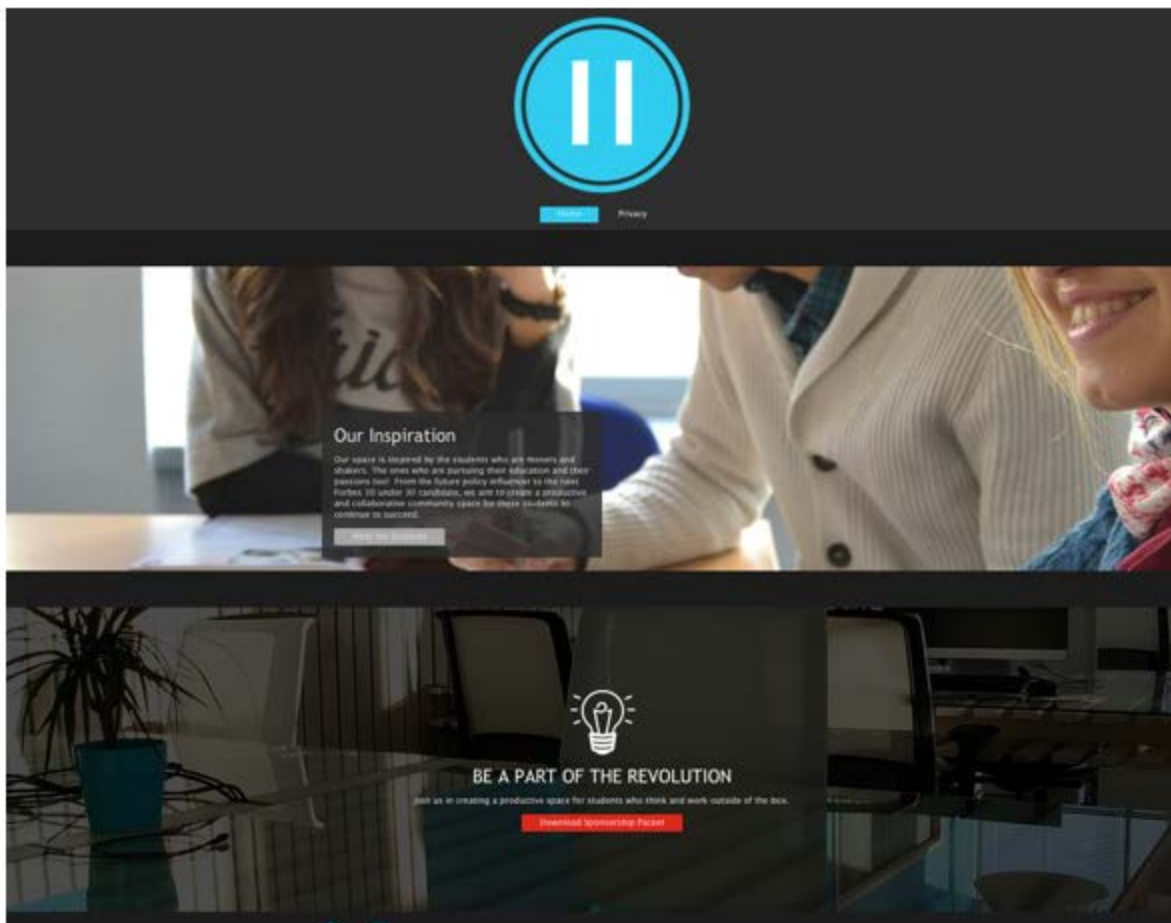 Home
Privacy
Our Inspiration
Our space is inspired by the students who are movers and
shakers. The ones who are pursuing their education and their
passions too! From the future policy influencer to the next
Forbes 30 under 30 candidate, we aim to create a productive
and collaborative community space for these students to
continue to succeed.
Meet the
BE A PART OF THE REVOLUTION
Join us in creating a productive space for students who think and work outside of the box.
Download Sponsorship Packet